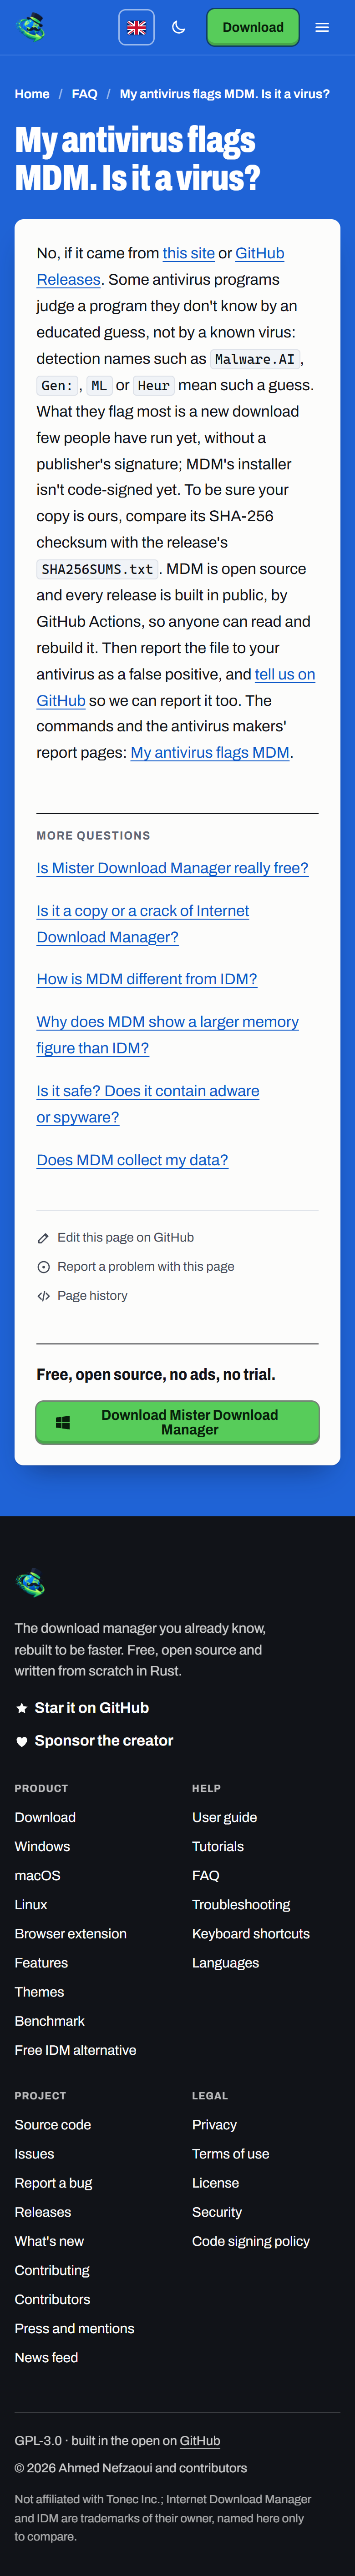 Download
Home / FAQ / My antivirus flags MDM. Is it a virus?
My antivirus flags
MDM. Is it a virus?
No, if it came from this site or GitHub
Releases. Some antivirus programs
judge a program they don't know by an
educated guess, not by a known virus:
detection names such as Malware.AI,
Gen:, ML or Heur mean such a guess.
What they flag most is a new download
few people have run yet, without a
publisher's signature; MDM's installer
isn't code-signed yet. To be sure your
copy is ours, compare its SHA-256
checksum with the release's
SHA256SUMS.txt. MDM is open source
and every release is built in public, by
GitHub Actions, so anyone can read and
rebuild it. Then report the file to your
antivirus as a false positive, and tell us on
GitHub so we can report it too. The
commands and the antivirus makers'
report pages: My antivirus flags MDM.
MORE QUESTIONS
Is Mister Download Manager really free?
Is it a copy or a crack of Internet
Download Manager?
How is MDM different from IDM?
Why does MDM show a larger memory
figure than IDM?
Is it safe? Does it contain adware
or spyware?
Does MDM collect my data?
Edit this page on GitHub
Report a problem with this page
Page history
Free, open source, no ads, no trial.
Download Mister Download
Manager
The download manager you already know,
rebuilt to be faster. Free, open source and
written from scratch in Rust.
Star it on GitHub
Sponsor the creator
PRODUCT
Download
Windows
macOS
Linux
Browser extension
Features
Themes
Benchmark
Free IDM alternative
HELP
User guide
Tutorials
FAQ
Troubleshooting
Keyboard shortcuts
Languages
PROJECT
Source code
Issues
Report a bug
Releases
What's new
Contributing
Contributors
Press and mentions
News feed
LEGAL
Privacy
Terms of use
License
Security
Code signing policy
GPL-3.0 · built in the open on GitHub
© 2026 Ahmed Nefzaoui and contributors
Not affiliated with Tonec Inc.; Internet Download Manager
and IDM are trademarks of their owner, named here only
to compare.